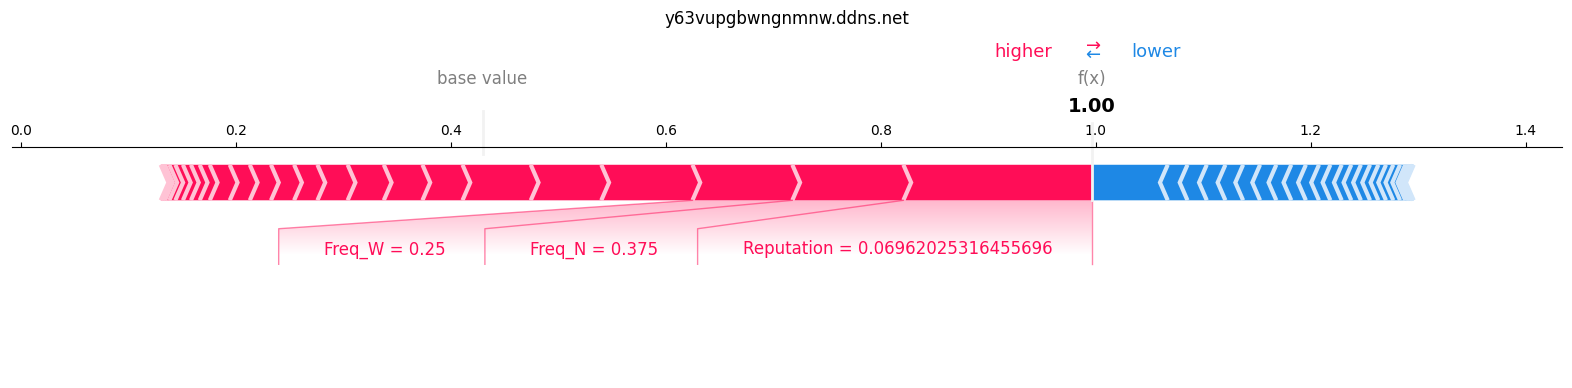 y63vupgbwngnmnw.ddns.net
higher ⇄ lower
base value f(x)
1.00
0.0 0.2 0.4 0.6 0.8 1.0 1.2 1.4
Freq_W = 0.25 Freq_N = 0.375 Reputation = 0.06962025316455696